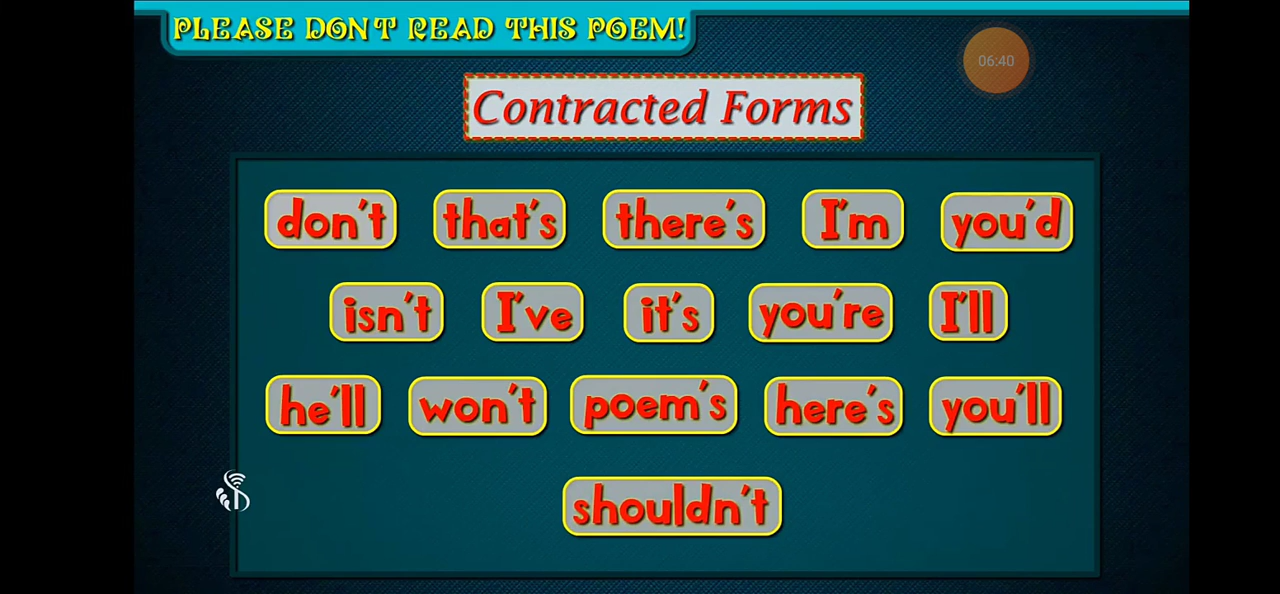 PLEASE DON'T READ THIS POEM!
06:40
Contracted Forms
don't that's there's I'm you'd
isn't I've it's you're I'll
he'll won't poem's here's you'll
shouldn't